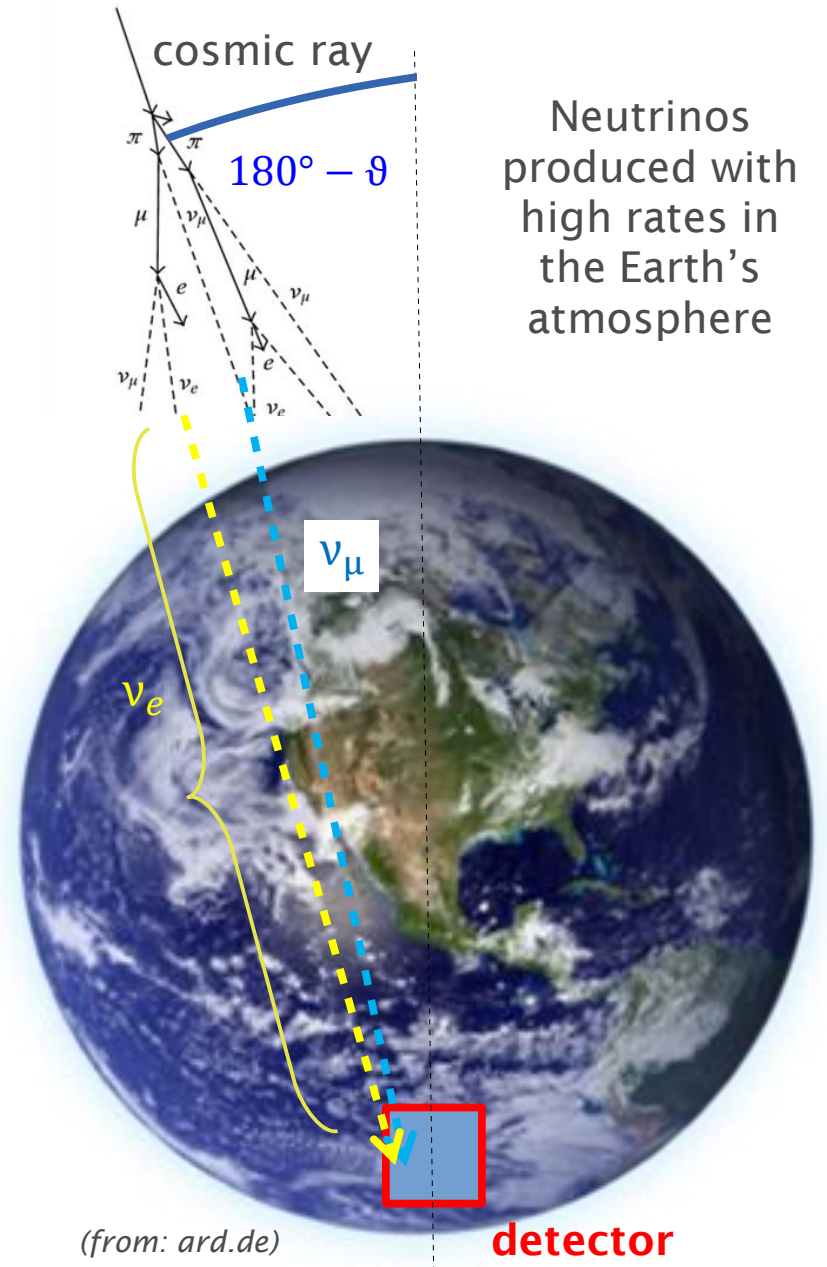 cosmic ray
Neutrinos
produced with
high rates in
the Earth's
atmosphere
π
π
180° − ϑ
μ
ν_μ
μ
ν_μ
e
e
ν_μ
ν_e
ν_e
ν_μ
ν_e
(from: ard.de)
detector